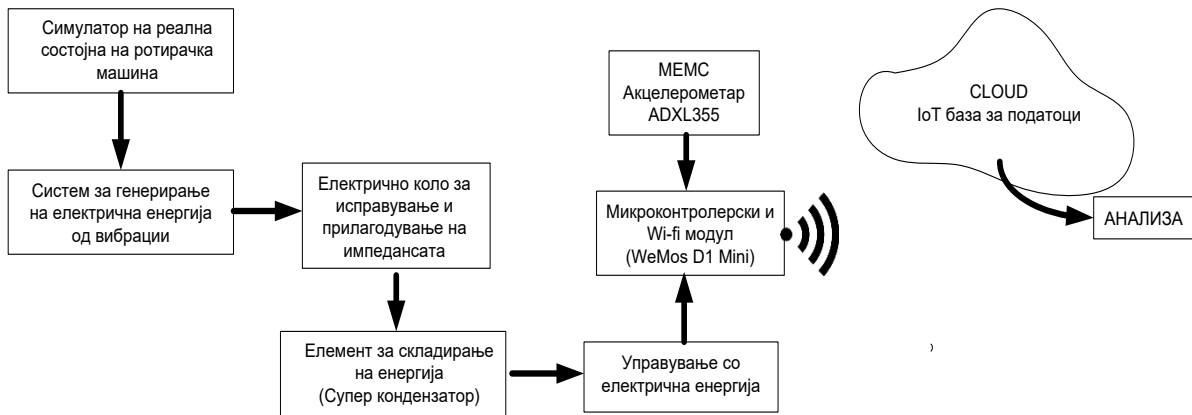 Симулатор на реална
состојна на ротирачка
машина
Систем за генерирање
на електрична енергија
од вибрации
Електрично коло за
исправување и
прилагодување на
импедансата
Елемент за складирање
на енергија
(Супер кондензатор)
Управување со
електрична енергија
МЕМС
Акцелерометар
ADXL355
Микроконтролерски и
Wi-fi модул
(WeMos D1 Mini)
CLOUD
IoT база за податоци
АНАЛИЗА
)